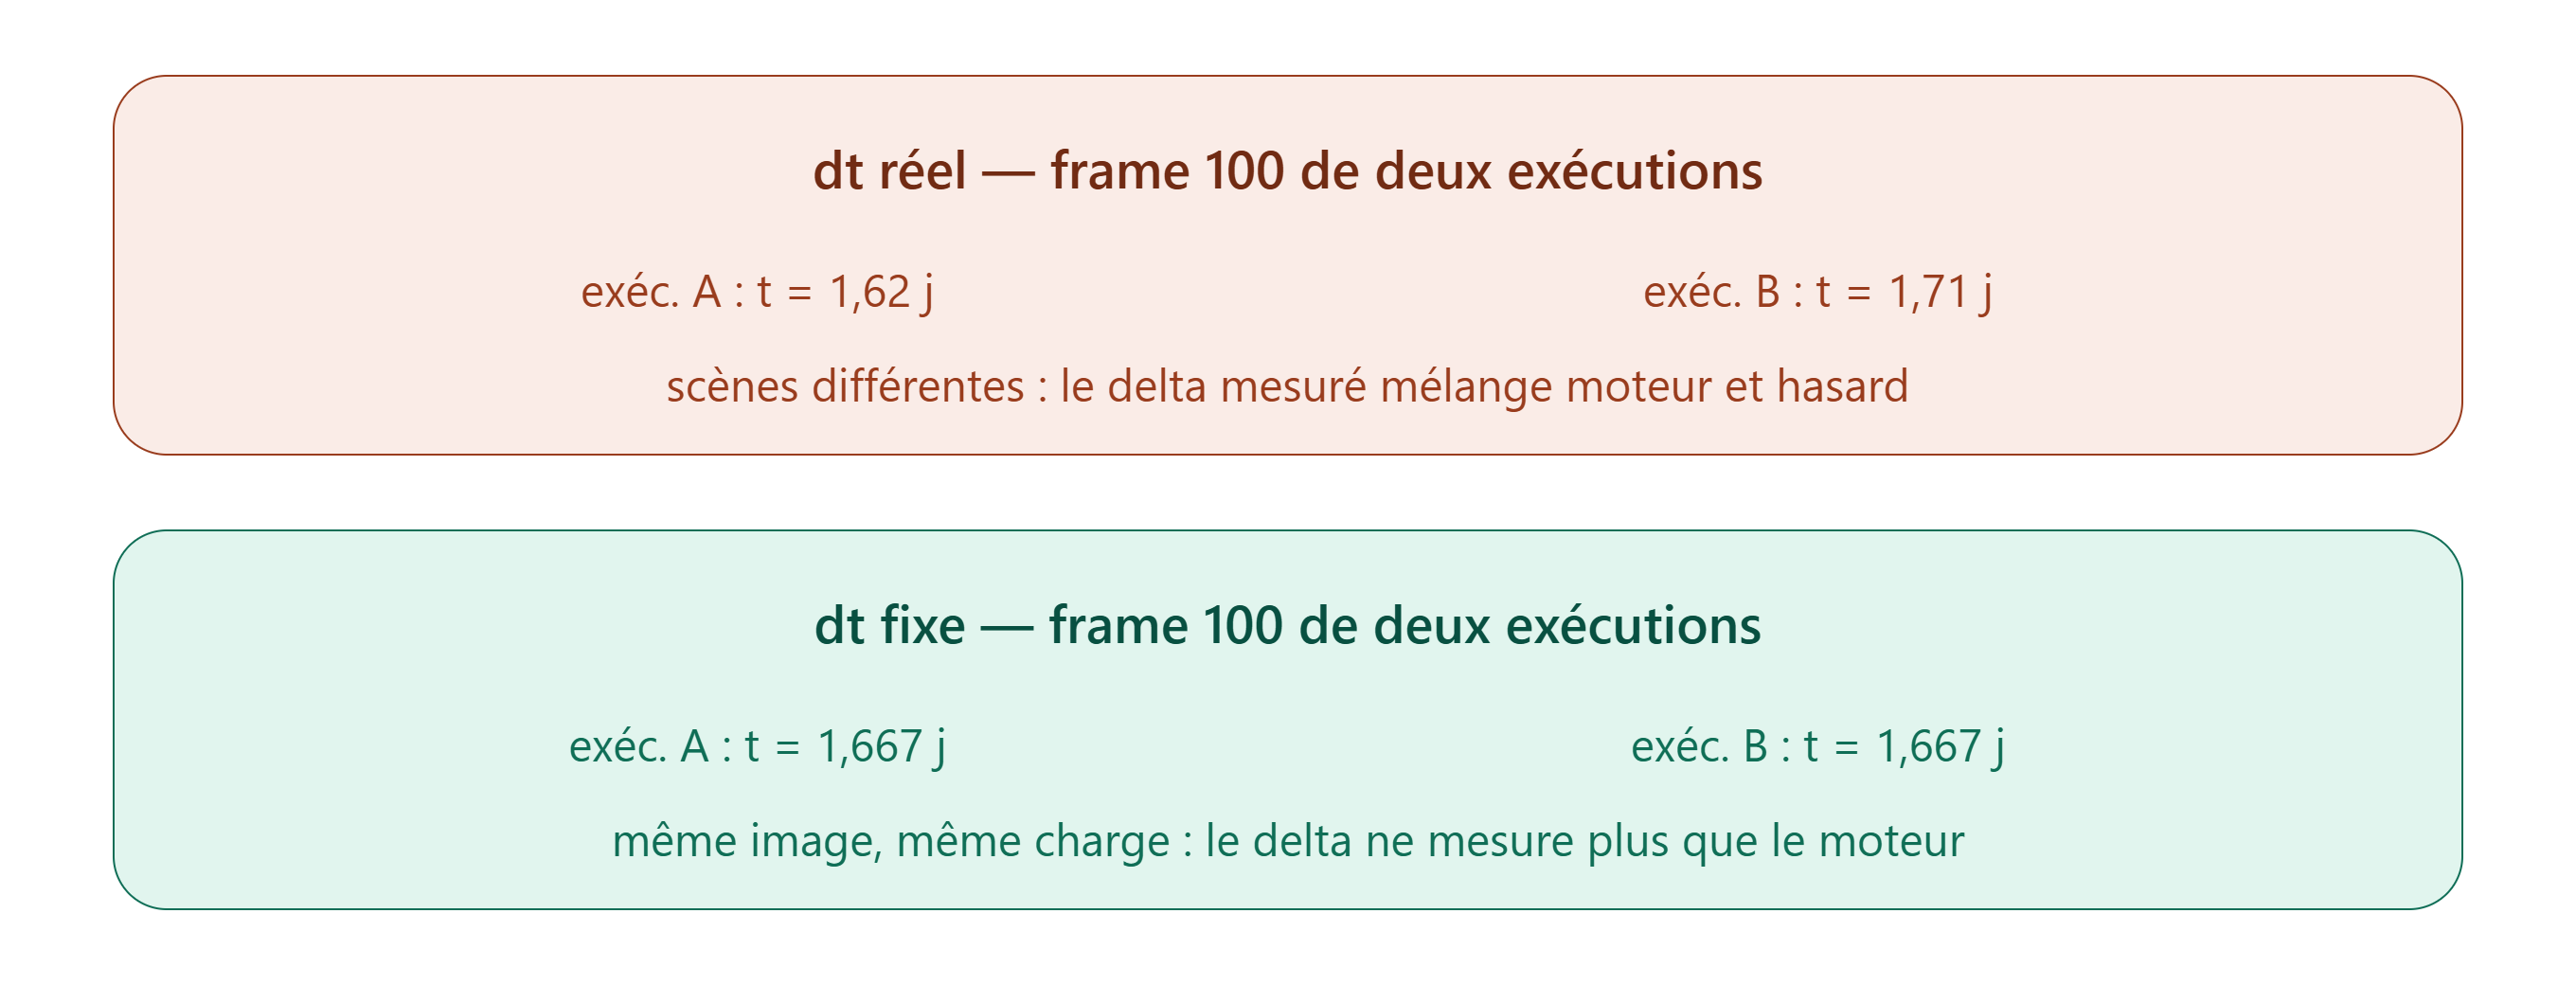 dt réel — frame 100 de deux exécutions
exéc. A : t = 1,62 j
exéc. B : t = 1,71 j
scènes différentes : le delta mesuré mélange moteur et hasard
dt fixe — frame 100 de deux exécutions
exéc. A : t = 1,667 j
exéc. B : t = 1,667 j
même image, même charge : le delta ne mesure plus que le moteur